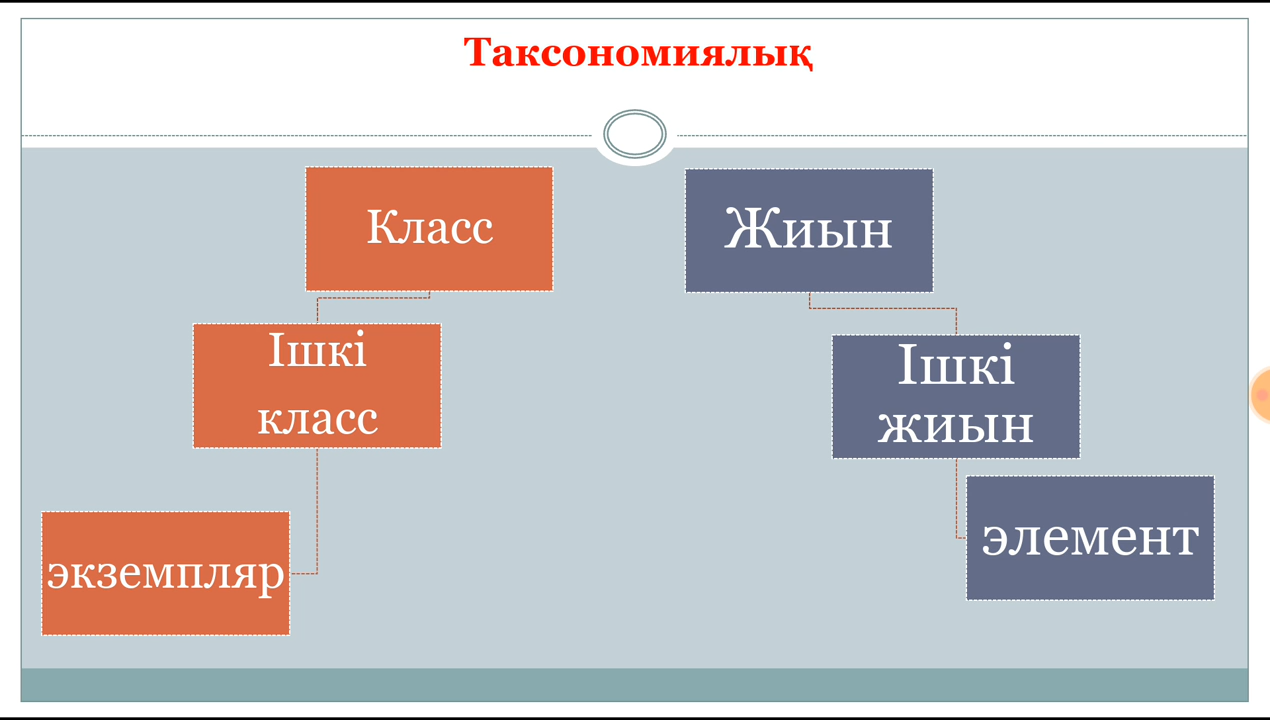 Таксономиялық
Класс
Ішкі
класс
экземпляр
Жиын
Ішкі
жиын
элемент